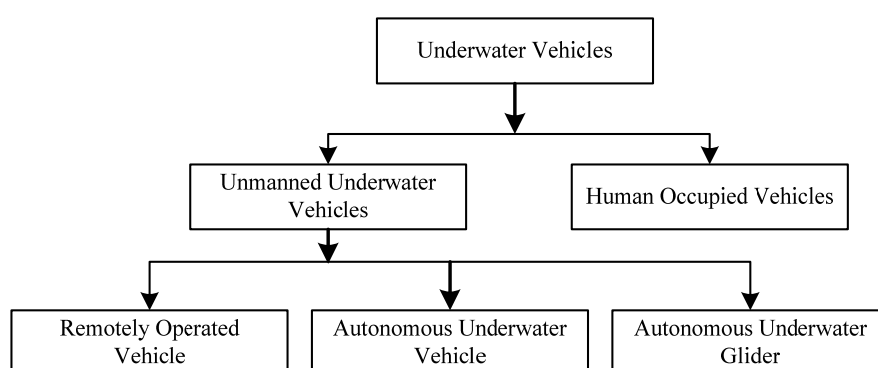 Underwater Vehicles
Unmanned Underwater
Vehicles
Human Occupied Vehicles
Remotely Operated
Vehicle
Autonomous Underwater
Vehicle
Autonomous Underwater
Glider